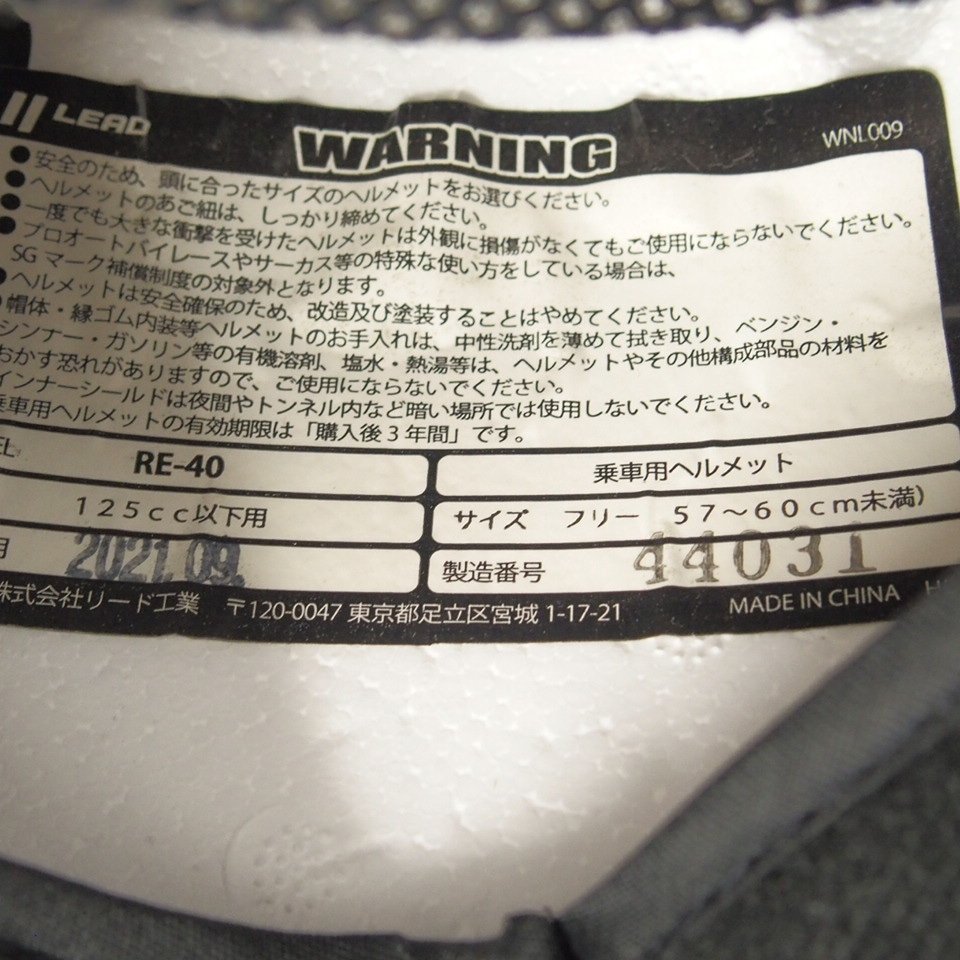 LEAD
WARNING
WNL009
●安全のため、頭に合ったサイズのヘルメットをお選びください。
●ヘルメットのあご紐は、しっかり締めてください。
●一度でも大きな衝撃を受けたヘルメットは外観に損傷がなくてもご使用にならないでください。
●プロオートバイレースやサーカス等の特殊な使い方をしている場合は、
SGマーク補償制度の対象外となります。
●ヘルメットは安全確保のため、改造及び塗装することはやめてください。
帽体・縁ゴム内装等ヘルメットのお手入れは、中性洗剤を薄めて拭き取り、ベンジン・
シンナー・ガソリン等の有機溶剤、塩水・熱湯等は、ヘルメットやその他構成部品の材料を
おかす恐れがありますので、ご使用にならないでください。
インナーシールドは夜間やトンネル内など暗い場所では使用しないでください。
乗車用ヘルメットの有効期限は「購入後3年間」です。
RE-40
乗車用ヘルメット
125cc以下用
サイズ フリー 57〜60cm未満)
月 2021.09.
製造番号 44031
株式会社リード工業 〒120-0047 東京都足立区宮城 1-17-21
MADE IN CHINA